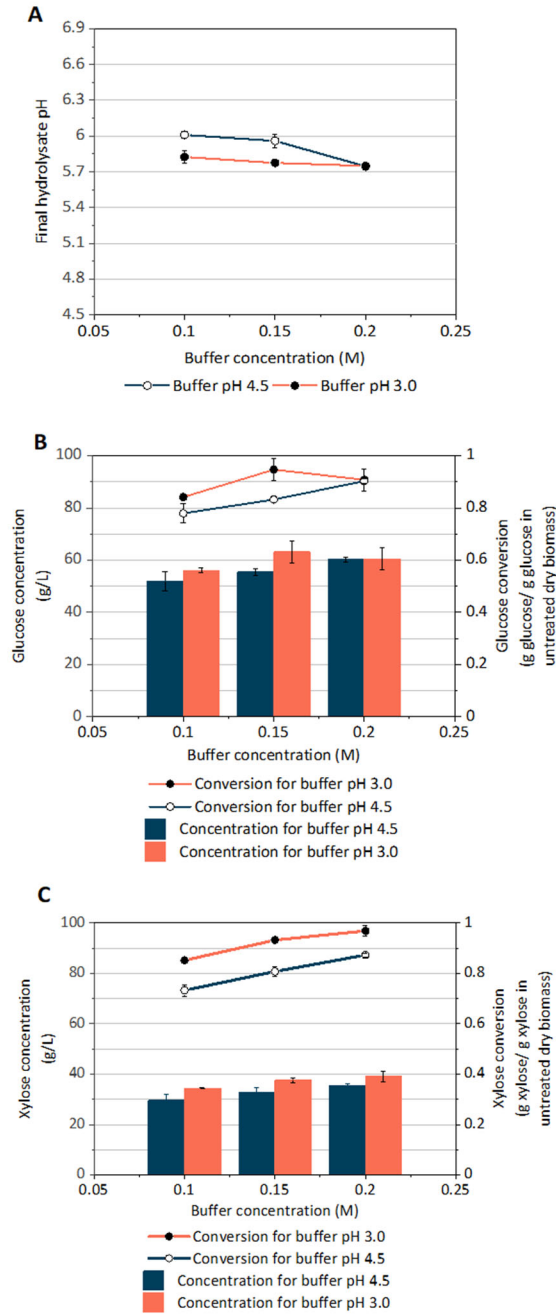 A
6.9
6.6
6.3
6
5.7
5.4
5.1
4.8
4.5
Final hydrolysate pH
0.05 0.1 0.15 0.2 0.25
Buffer concentration (M)
Buffer pH 4.5 Buffer pH 3.0
B
100 1
80 0.8
60 0.6
40 0.4
20 0.2
0 0
Glucose concentration
(g/L)
Glucose conversion
(g glucose/ g glucose in
untreated dry biomass)
0.05 0.1 0.15 0.2 0.25
Buffer concentration (M)
Conversion for buffer pH 3.0
Conversion for buffer pH 4.5
Concentration for buffer pH 4.5
Concentration for buffer pH 3.0
C
100 1
80 0.8
60 0.6
40 0.4
20 0.2
0 0
Xylose concentration
(g/L)
Xylose conversion
(g xylose/ g xylose in
untreated dry biomass)
0.05 0.1 0.15 0.2 0.25
Buffer concentration (M)
Conversion for buffer pH 3.0
Conversion for buffer pH 4.5
Concentration for buffer pH 4.5
Concentration for buffer pH 3.0